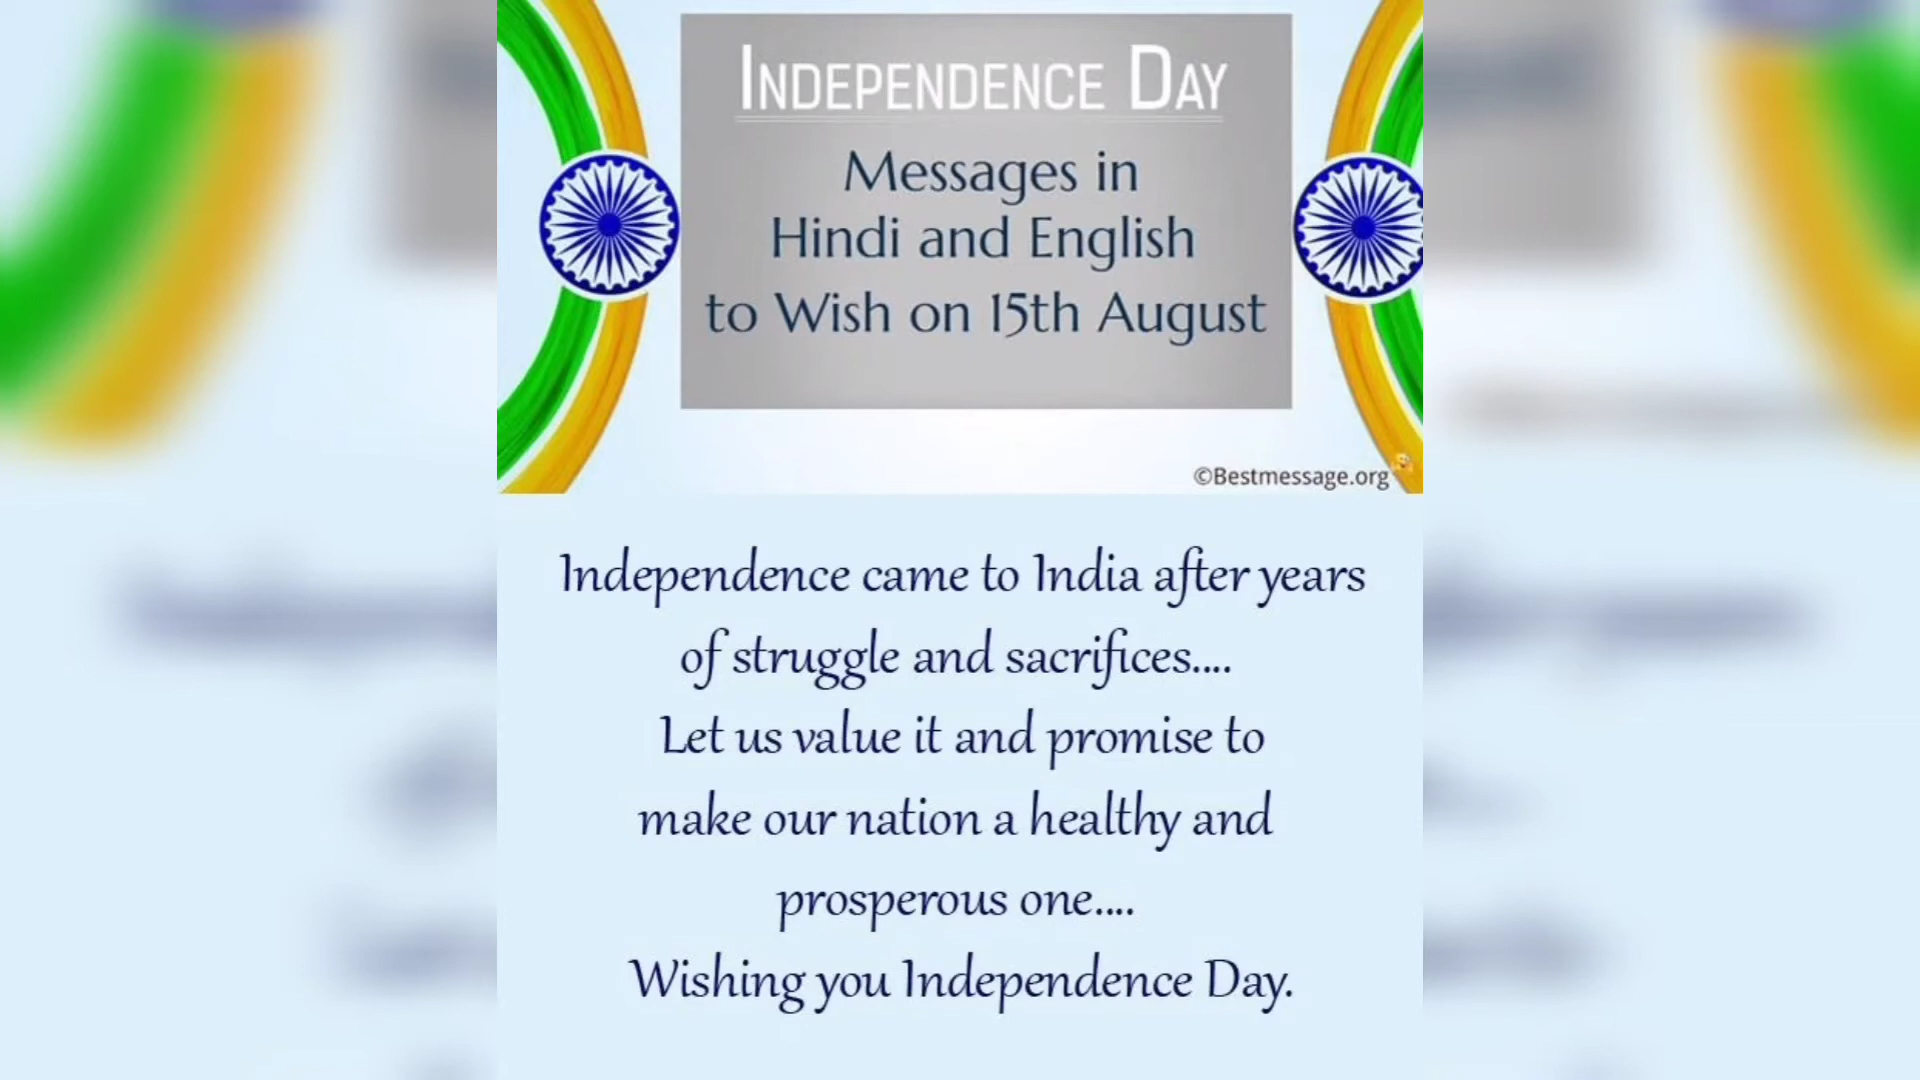 INDEPENDENCE DAY
Messages in
Hindi and English
to Wish on 15th August
©Bestmessage.org
Independence came to India after years
of struggle and sacrifices....
Let us value it and promise to
make our nation a healthy and
prosperous one....
Wishing you Independence Day.